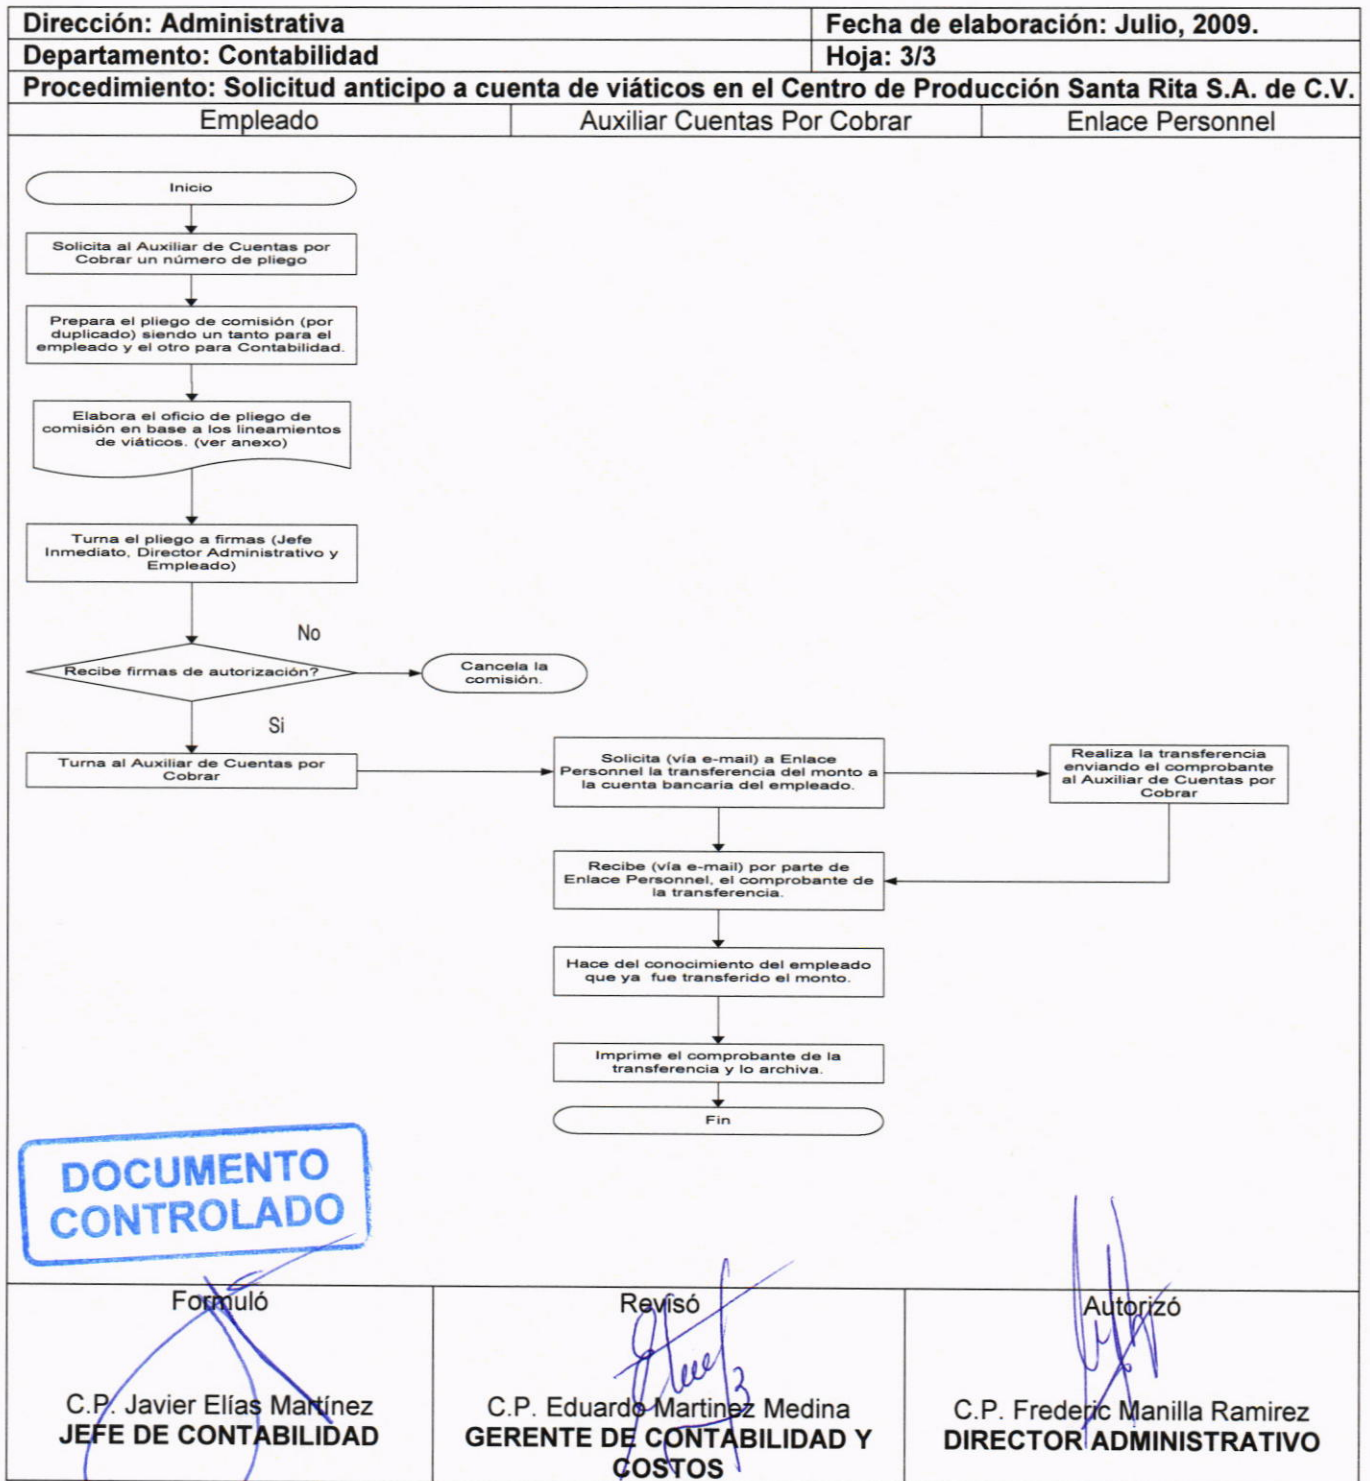 Dirección: Administrativa
Fecha de elaboración: Julio, 2009.
Departamento: Contabilidad
Hoja: 3/3
Procedimiento: Solicitud anticipo a cuenta de viáticos en el Centro de Producción Santa Rita S.A. de C.V.
Empleado
Auxiliar Cuentas Por Cobrar
Enlace Personnel
Inicio
Solicita al Auxiliar de Cuentas por
Cobrar un número de pliego
Prepara el pliego de comisión (por
duplicado) siendo un tanto para el
empleado y el otro para Contabilidad.
Elabora el oficio de pliego de
comisión en base a los lineamientos
de viáticos. (ver anexo)
Turna el pliego a firmas (Jefe
Inmediato, Director Administrativo y
Empleado)
No
Recibe firmas de autorización?
Cancela la
comisión.
Si
Turna al Auxiliar de Cuentas por
Cobrar
Solicita (vía e-mail) a Enlace
Personnel la transferencia del monto a
la cuenta bancaria del empleado.
Realiza la transferencia
enviando el comprobante
al Auxiliar de Cuentas por
Cobrar
Recibe (vía e-mail) por parte de
Enlace Personnel, el comprobante de
la transferencia.
Hace del conocimiento del empleado
que ya fue transferido el monto.
Imprime el comprobante de la
transferencia y lo archiva.
Fin
DOCUMENTO
CONTROLADO
Formuló
C.P. Javier Elías Martínez
JEFE DE CONTABILIDAD
Revisó
C.P. Eduardo Martinez Medina
GERENTE DE CONTABILIDAD Y
COSTOS
Autorizó
C.P. Frederic Manilla Ramirez
DIRECTOR ADMINISTRATIVO